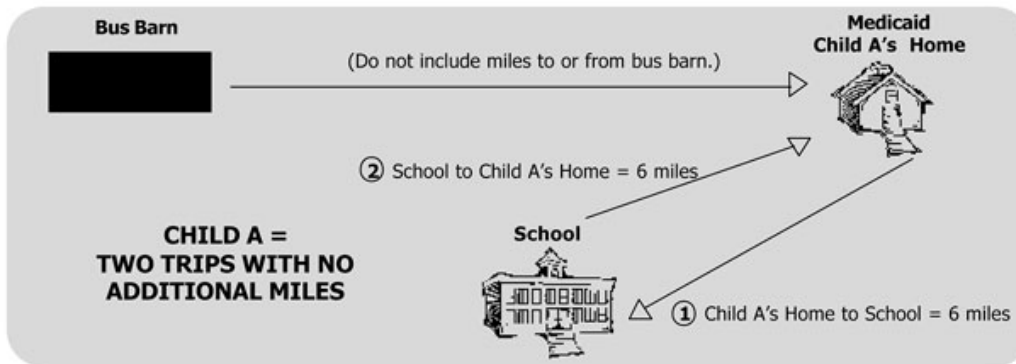 Bus Barn
Medicaid
Child A's Home
(Do not include miles to or from bus barn.)
② School to Child A's Home = 6 miles
CHILD A =
TWO TRIPS WITH NO
ADDITIONAL MILES
School
① Child A's Home to School = 6 miles